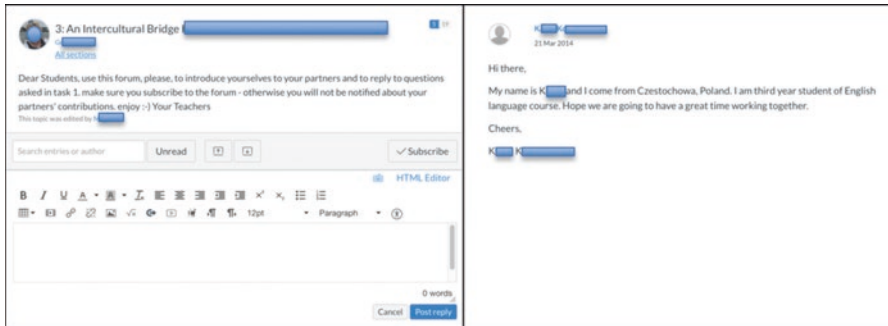 3: An Intercultural Bridge
All sections
Dear Students, use this forum, please, to introduce yourselves to your partners and to reply to questions
asked in task 1. make sure you subscribe to the forum - otherwise you will not be notified about your
partners' contributions. enjoy :-) Your Teachers
This topic was edited by
Search entries or author
Unread
Subscribe
HTML Editor
B I U A A
12pt
Paragraph
0 words
Cancel
Post reply
K
21 Mar 2014
Hi there,
My name is K and I come from Czestochowa, Poland. I am third year student of English
language course. Hope we are going to have a great time working together.
Cheers,
K K